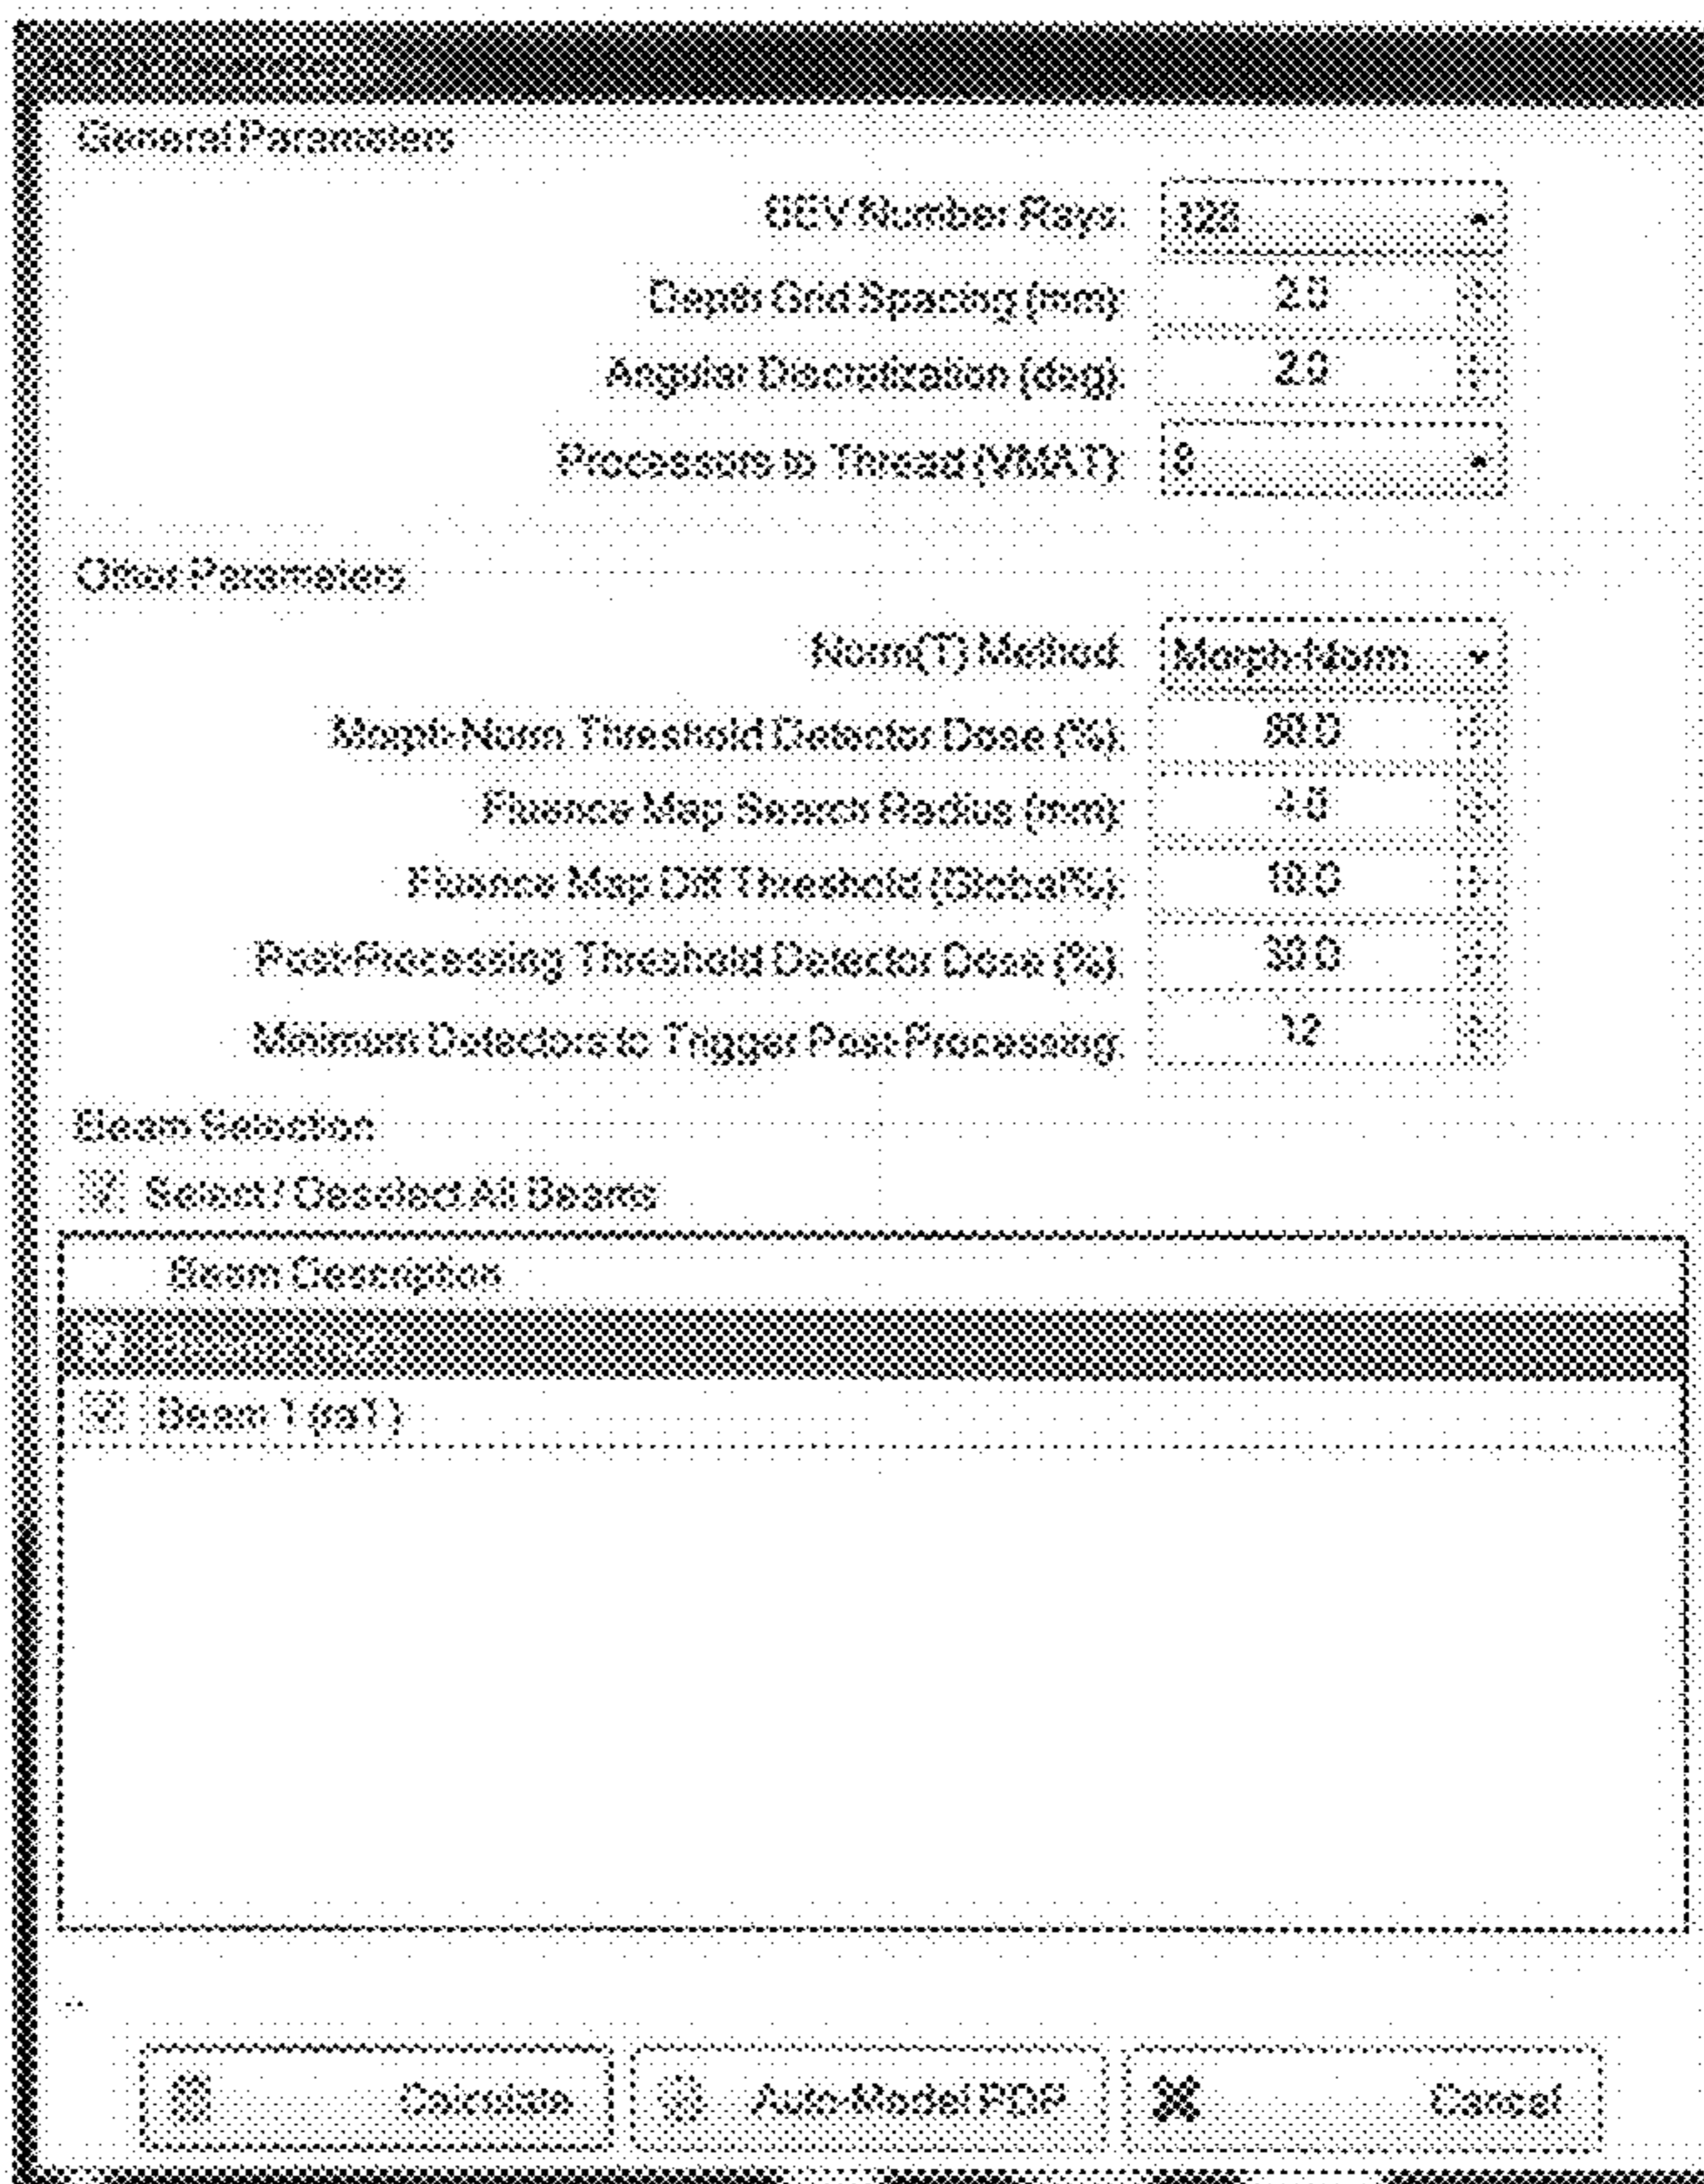 General Parameters
BEV Number Rays: 128
Depth Grid Spacing (mm): 2.0
Angular Discretization (deg): 2.0
Processors to Thread (VMAT): 8
Other Parameters
Norm(T) Method: Morph-Norm
Morph-Norm Threshold Detector Dose (%):
Fluence Map Search Radius (mm): 4.0
Fluence Map Diff Threshold (Global%): 10.0
Post-Processing Threshold Detector Dose (%): 30.0
Minimum Detectors to Trigger Post-Processing: 12
Beam Selection
Select / Deselect All Beams
Beam Description
Beam 1 (ra1)
Calculate
Auto-Model PDP
Cancel